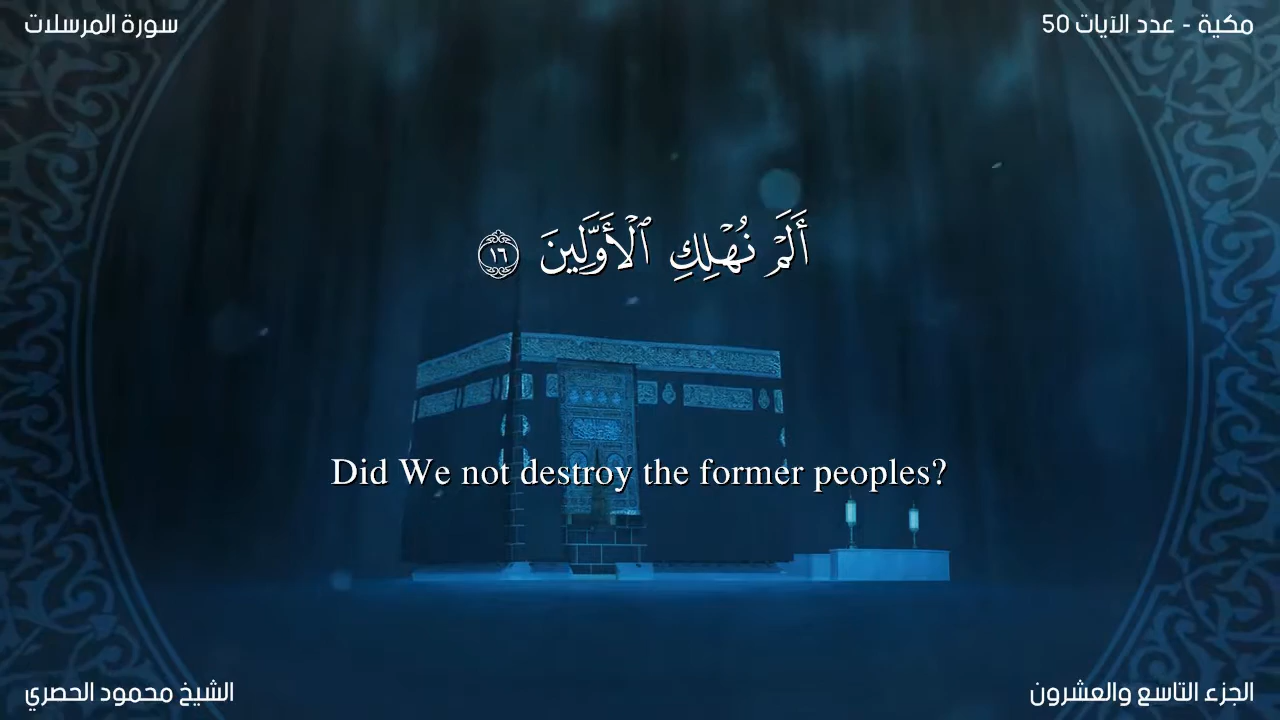 سورة المرسلات
مكية - عدد الآيات 50
أَلَمْ نُهْلِكِ ٱلْأَوَّلِينَ ١٦
Did We not destroy the former peoples?
الشيخ محمود الحصري
الجزء التاسع والعشرون